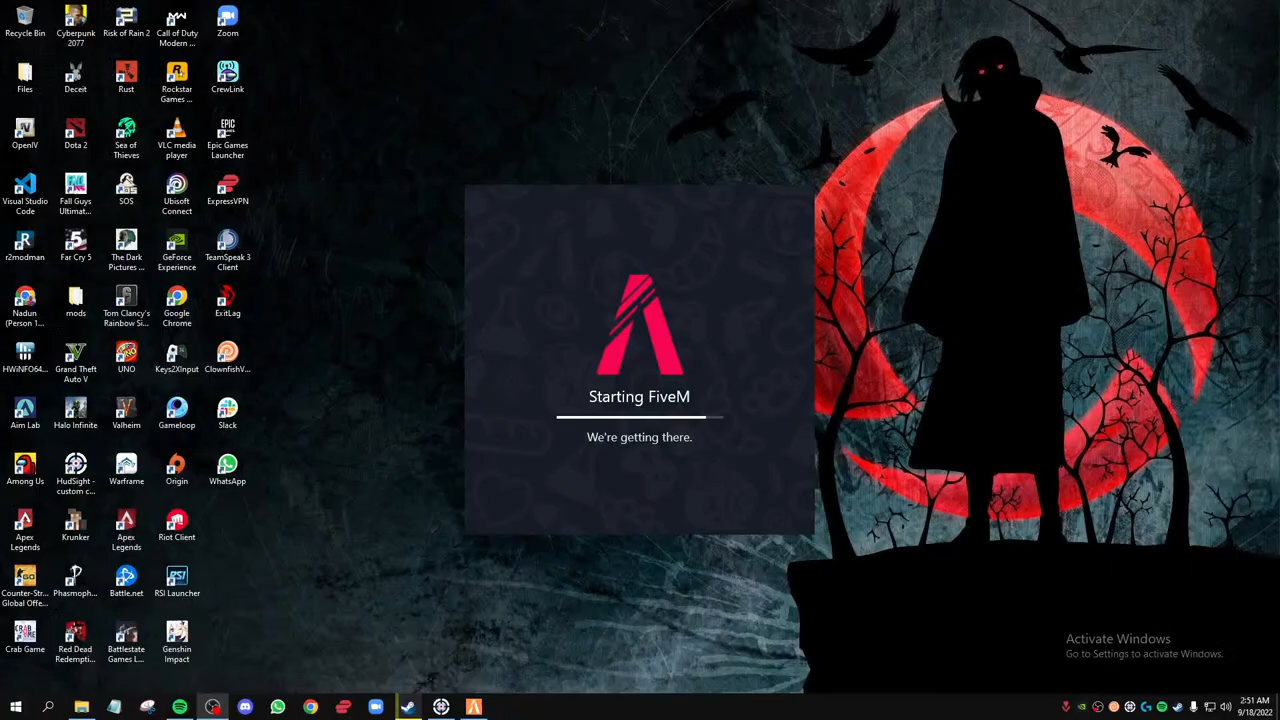 Recycle Bin
Cyberpunk
2077
Risk of Rain 2
Call of Duty
Modern ...
Zoom
Files
Deceit
Rust
Rockstar
Games ...
CrewLink
OpenIV
Dota 2
Sea of
Thieves
VLC media
player
Epic Games
Launcher
Visual Studio
Code
Fall Guys
Ultimat...
SOS
Ubisoft
Connect
ExpressVPN
r2modman
Far Cry 5
The Dark
Pictures ...
GeForce
Experience
TeamSpeak 3
Client
Nadun
(Person 1...
mods
Tom Clancy's
Rainbow Si...
Google
Chrome
ExitLag
HWiNFO64...
Grand Theft
Auto V
UNO
Keys2XInput
ClownfishV...
Aim Lab
Halo Infinite
Valheim
Gameloop
Slack
Among Us
HudSight -
custom c...
Warframe
Origin
WhatsApp
Apex
Legends
Krunker
Apex
Legends
Riot Client
Counter-Str...
Global Offe...
Phasmoph...
Battle.net
RSI Launcher
Crab Game
Red Dead
Redempti...
Battlestate
Games L...
Genshin
Impact
Starting FiveM
We're getting there.
Activate Windows
Go to Settings to activate Windows.
2:51 AM
9/18/2022